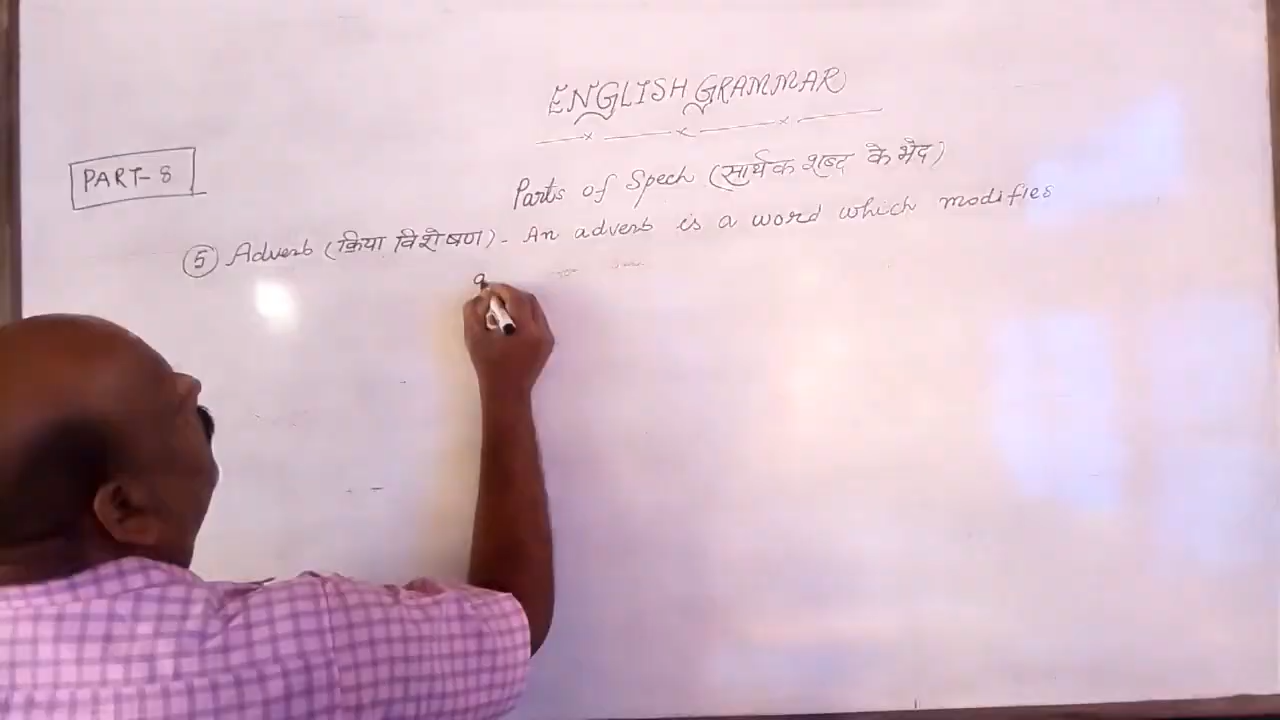 ENGLISH GRAMMAR
PART-8
Parts of Spech (सार्थक शब्द के भेद)
⑤ Adverb (क्रिया विशेषण) - An adverb is a word which modifies
a